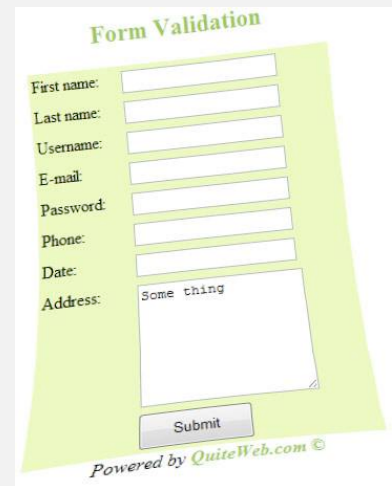 Form Validation
First name:
Last name:
Username:
E-mail:
Password:
Phone:
Date:
Address:
Some thing
Submit
Powered by QuiteWeb.com ©